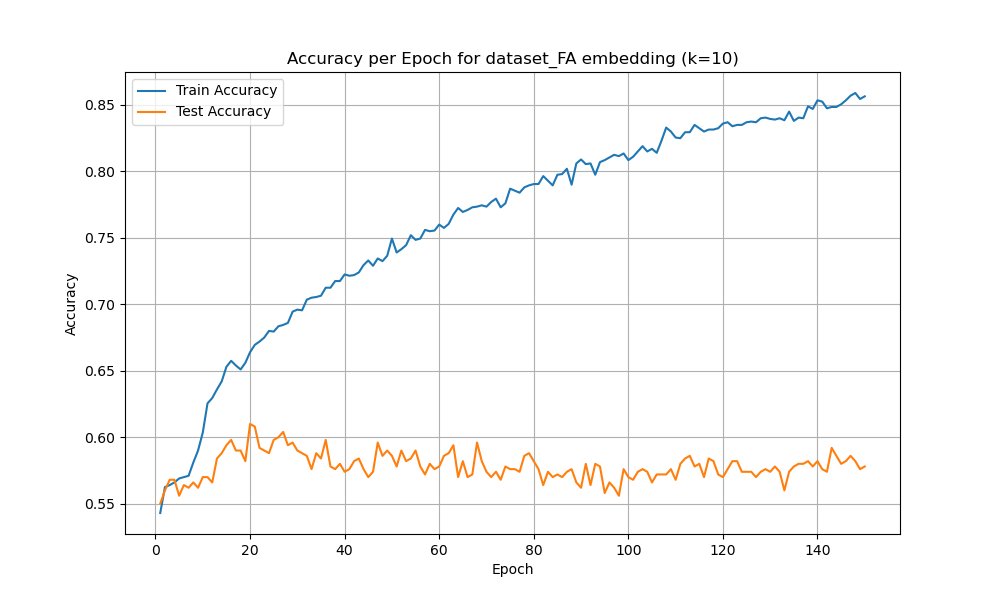 Accuracy per Epoch for dataset_FA embedding (k=10)
Train Accuracy
Test Accuracy
0.85
0.80
0.75
0.70
0.65
0.60
0.55
Accuracy
0 20 40 60 80 100 120 140
Epoch